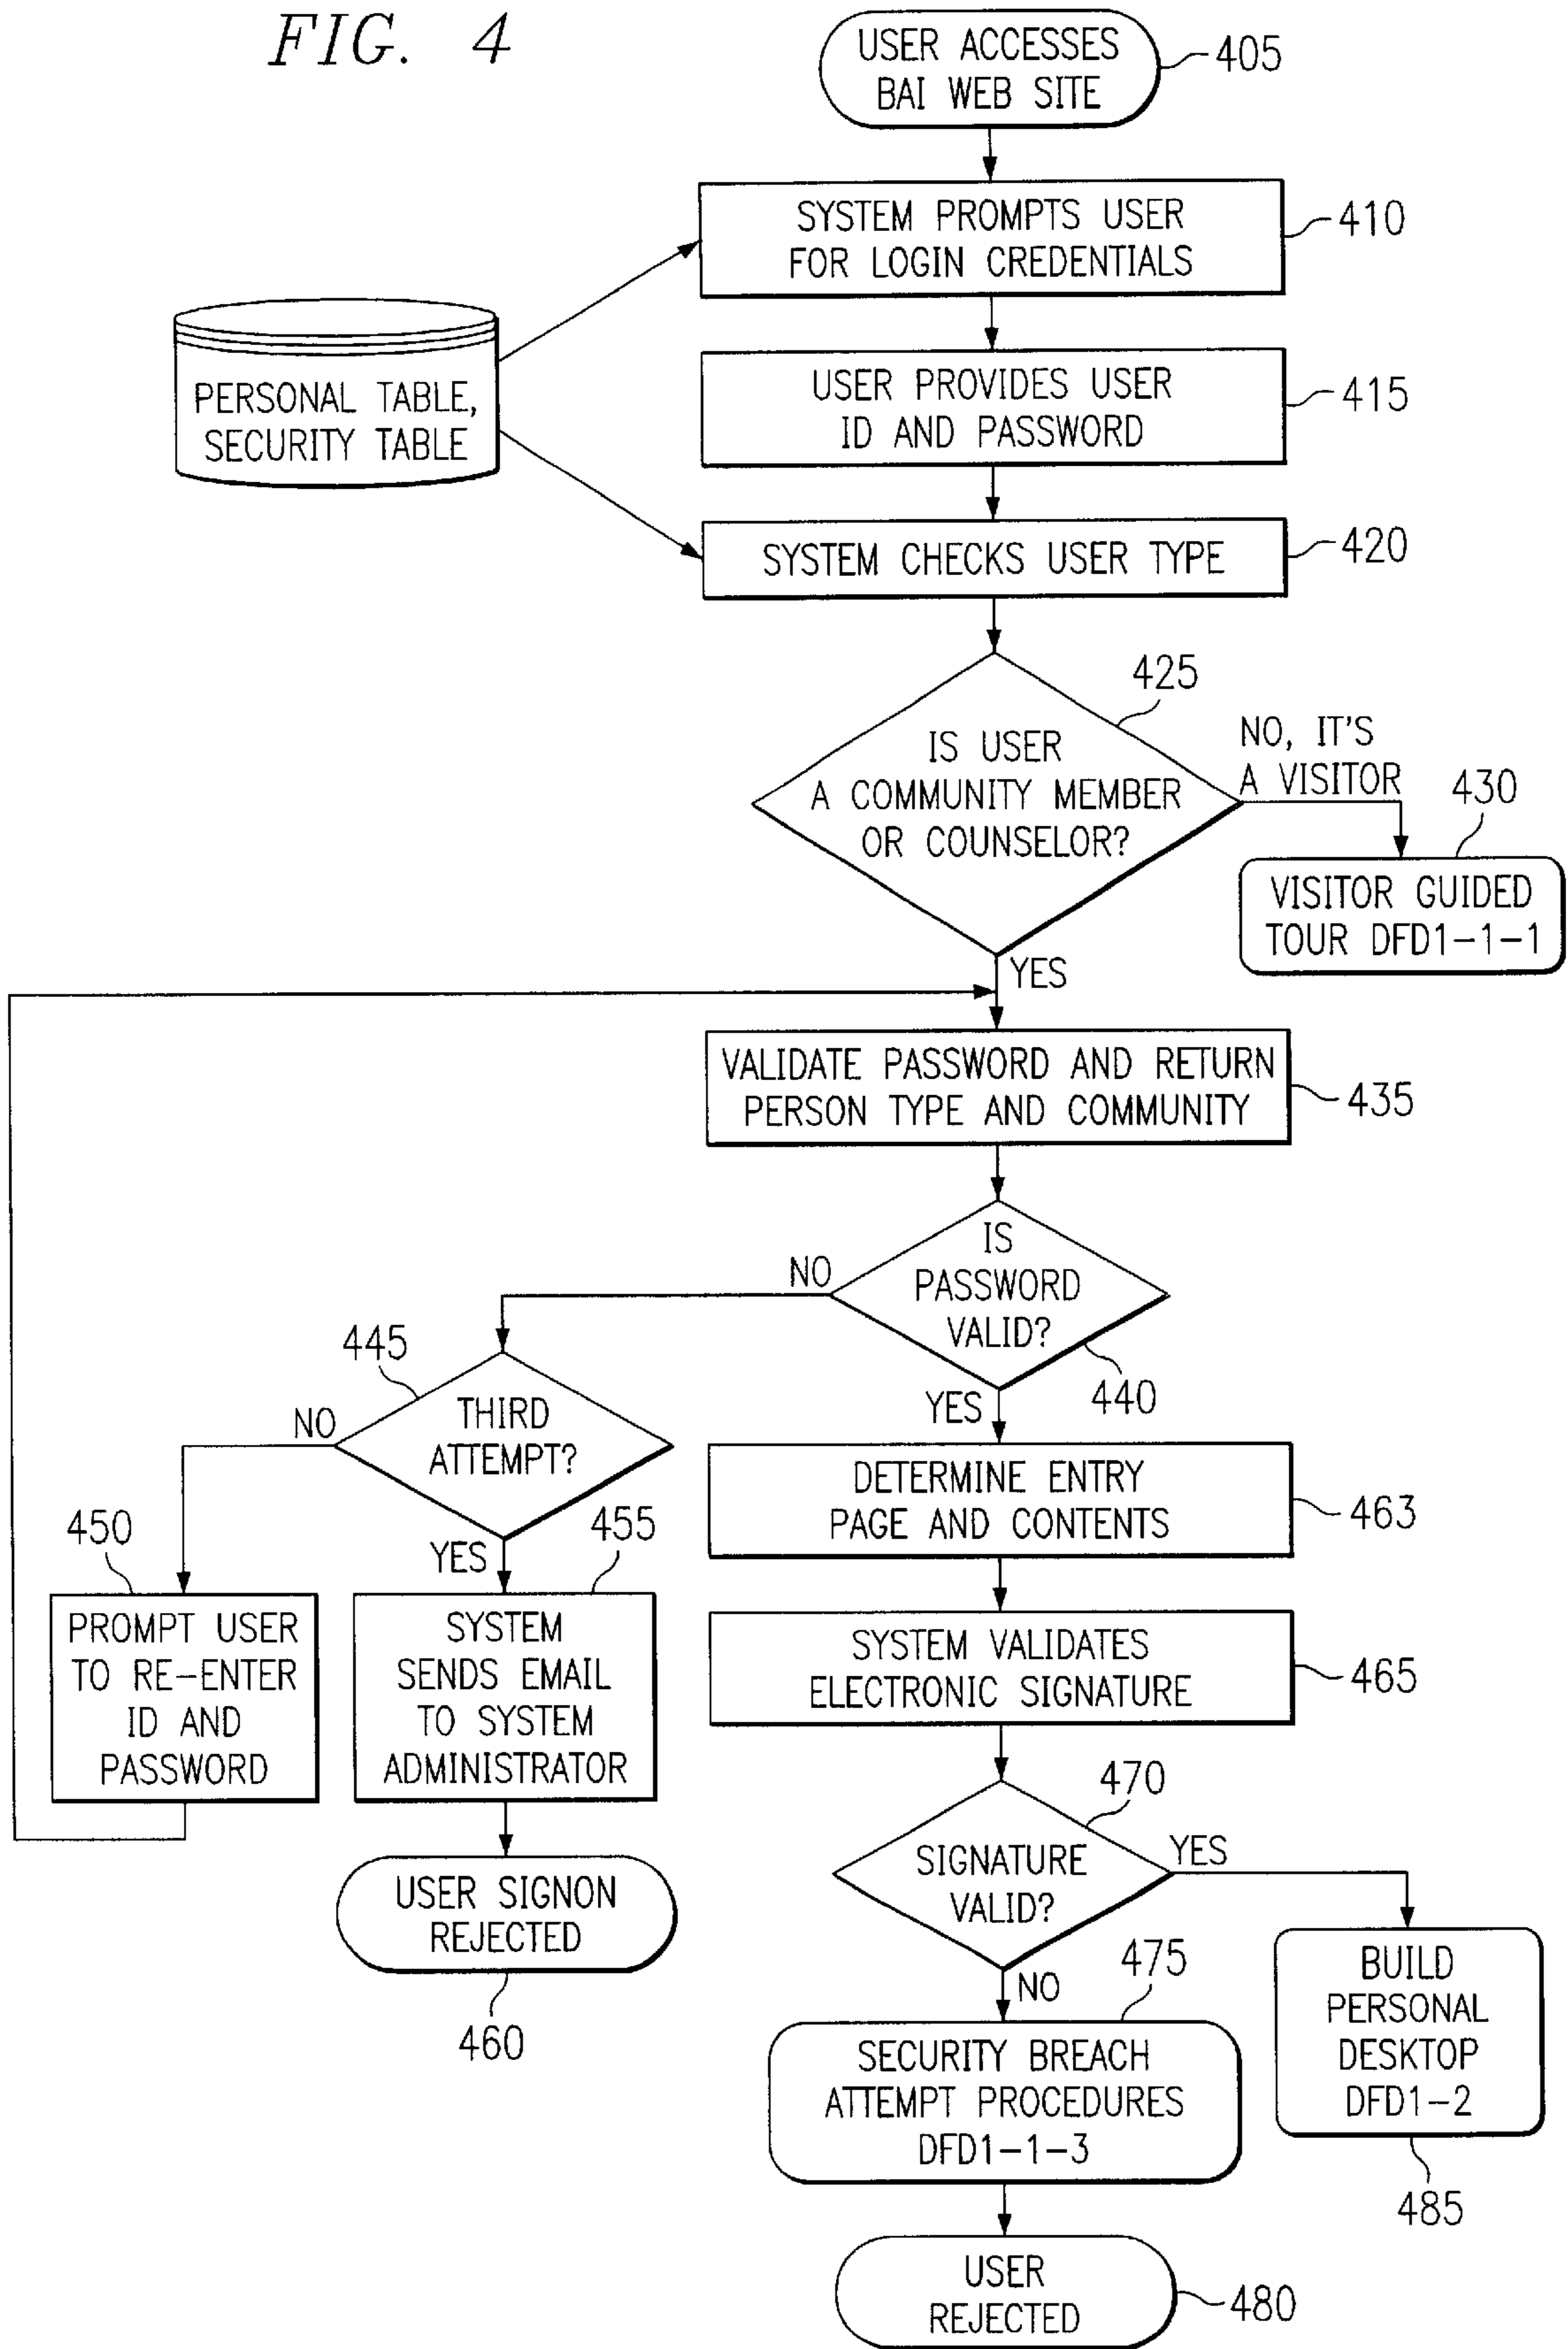 FIG. 4
USER ACCESSES
BAI WEB SITE
405
SYSTEM PROMPTS USER
FOR LOGIN CREDENTIALS
410
PERSONAL TABLE,
SECURITY TABLE
USER PROVIDES USER
ID AND PASSWORD
415
SYSTEM CHECKS USER TYPE
420
425
IS USER
A COMMUNITY MEMBER
OR COUNSELOR?
NO, IT'S
A VISITOR
430
VISITOR GUIDED
TOUR DFD1-1-1
YES
VALIDATE PASSWORD AND RETURN
PERSON TYPE AND COMMUNITY
435
IS
PASSWORD
VALID?
440
NO
YES
445
THIRD
ATTEMPT?
NO
YES
450
PROMPT USER
TO RE-ENTER
ID AND
PASSWORD
455
SYSTEM
SENDS EMAIL
TO SYSTEM
ADMINISTRATOR
USER SIGNON
REJECTED
460
DETERMINE ENTRY
PAGE AND CONTENTS
463
SYSTEM VALIDATES
ELECTRONIC SIGNATURE
465
470
SIGNATURE
VALID?
YES
NO
475
SECURITY BREACH
ATTEMPT PROCEDURES
DFD1-1-3
BUILD
PERSONAL
DESKTOP
DFD1-2
485
USER
REJECTED
480